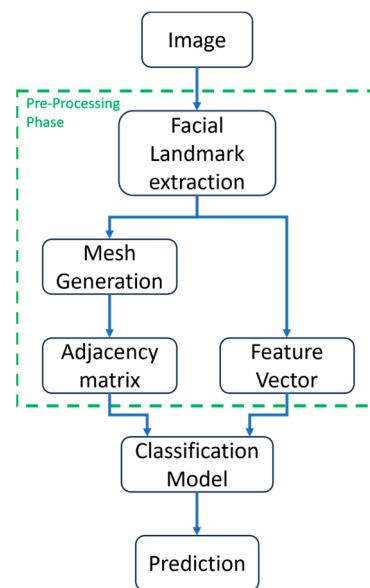 Image
Pre-Processing
Phase
Facial
Landmark
extraction
Mesh
Generation
Adjacency
matrix
Feature
Vector
Classification
Model
Prediction